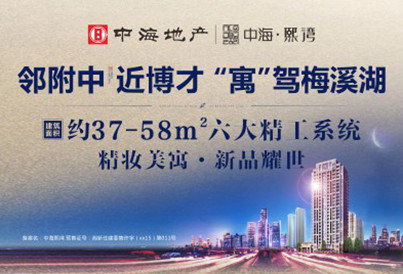 中海地产 中海·熙湾
邻附中 近博才 “寓”驾梅溪湖
建筑面积 约37-58m²六大精工系统
精妆美寓·新品耀世